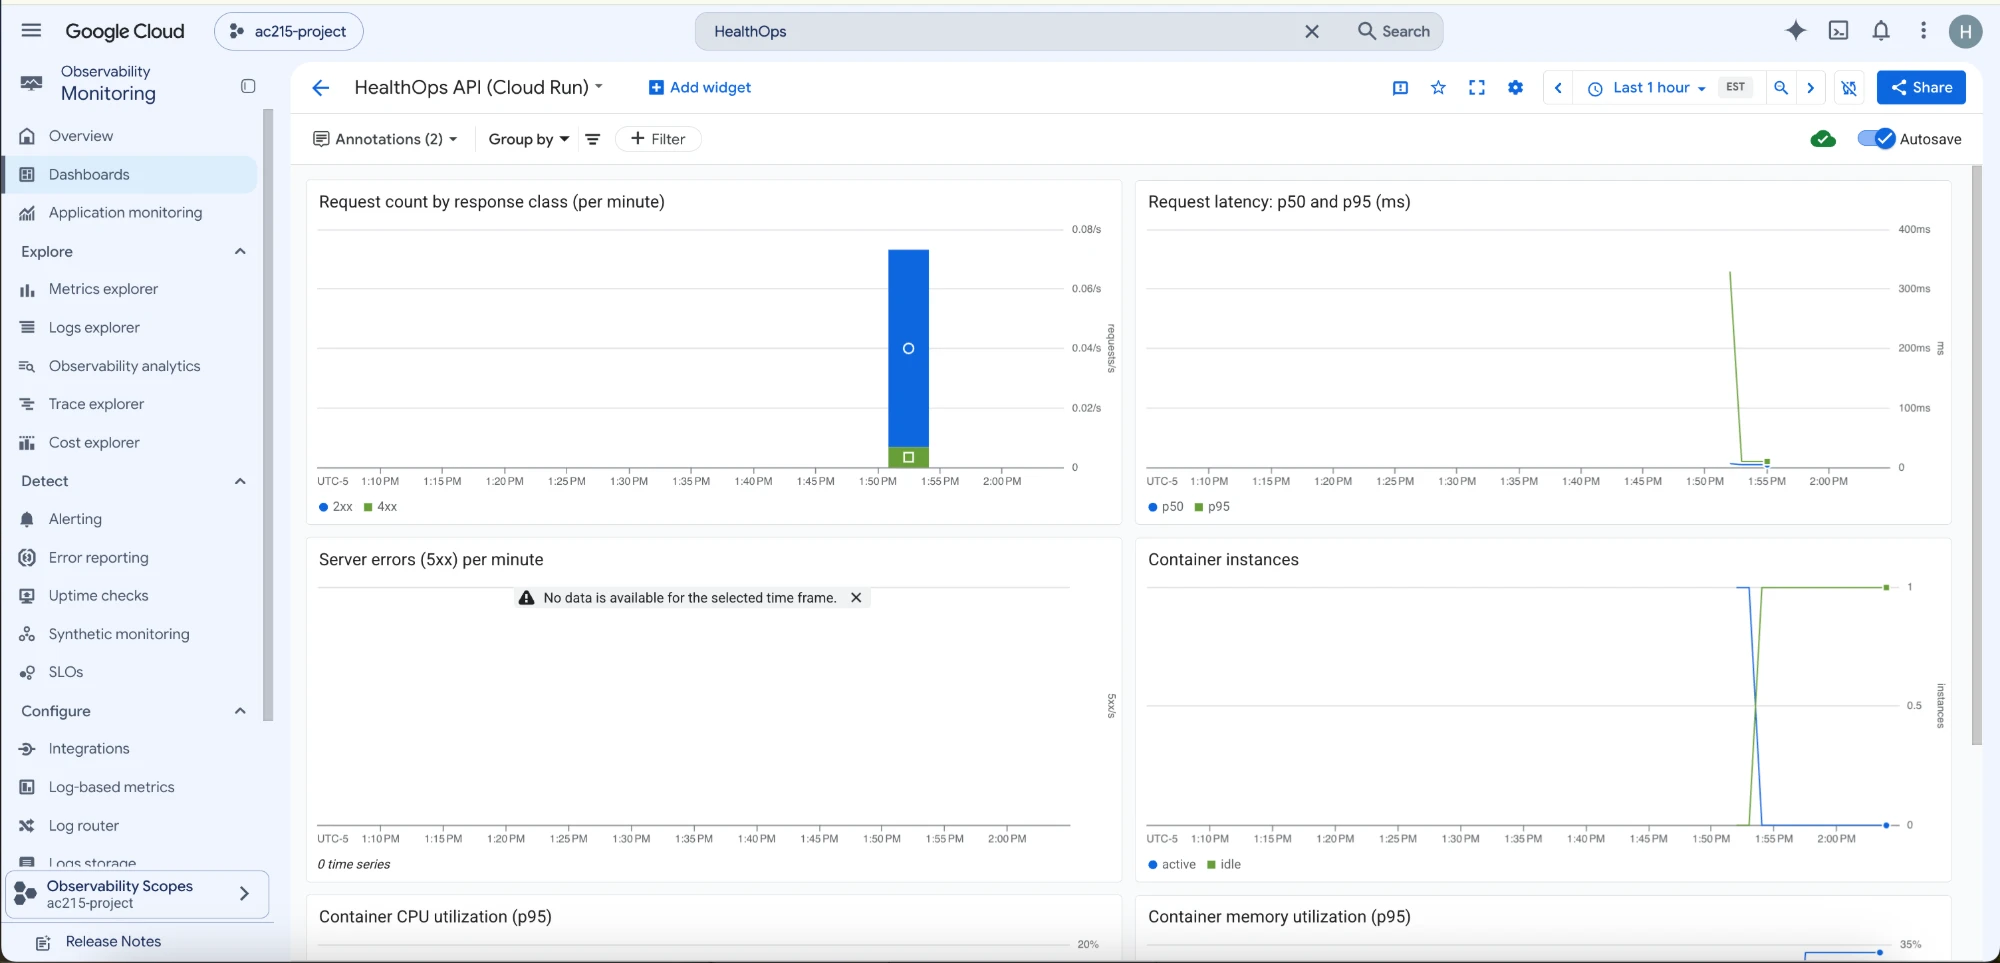 Google Cloud
ac215-project
HealthOps
Search
H
Observability
Monitoring
Overview
Dashboards
Application monitoring
Explore
Metrics explorer
Logs explorer
Observability analytics
Trace explorer
Cost explorer
Detect
Alerting
Error reporting
Uptime checks
Synthetic monitoring
SLOs
Configure
Integrations
Log-based metrics
Log router
Logs storage
Observability Scopes
ac215-project
Release Notes
HealthOps API (Cloud Run)
Add widget
Last 1 hour
EST
Share
Annotations (2)
Group by
Filter
Autosave
Request count by response class (per minute)
0.08/s
0.06/s
0.04/s
0.02/s
0
requests/s
UTC-5 1:10 PM 1:15 PM 1:20 PM 1:25 PM 1:30 PM 1:35 PM 1:40 PM 1:45 PM 1:50 PM 1:55 PM 2:00 PM
2xx 4xx
Request latency: p50 and p95 (ms)
400ms
300ms
200ms
100ms
0
ms
UTC-5 1:10 PM 1:15 PM 1:20 PM 1:25 PM 1:30 PM 1:35 PM 1:40 PM 1:45 PM 1:50 PM 1:55 PM 2:00 PM
p50 p95
Server errors (5xx) per minute
No data is available for the selected time frame.
5xx/s
UTC-5 1:10 PM 1:15 PM 1:20 PM 1:25 PM 1:30 PM 1:35 PM 1:40 PM 1:45 PM 1:50 PM 1:55 PM 2:00 PM
0 time series
Container instances
1
0.5
0
instances
UTC-5 1:10 PM 1:15 PM 1:20 PM 1:25 PM 1:30 PM 1:35 PM 1:40 PM 1:45 PM 1:50 PM 1:55 PM 2:00 PM
active idle
Container CPU utilization (p95)
20%
Container memory utilization (p95)
35%